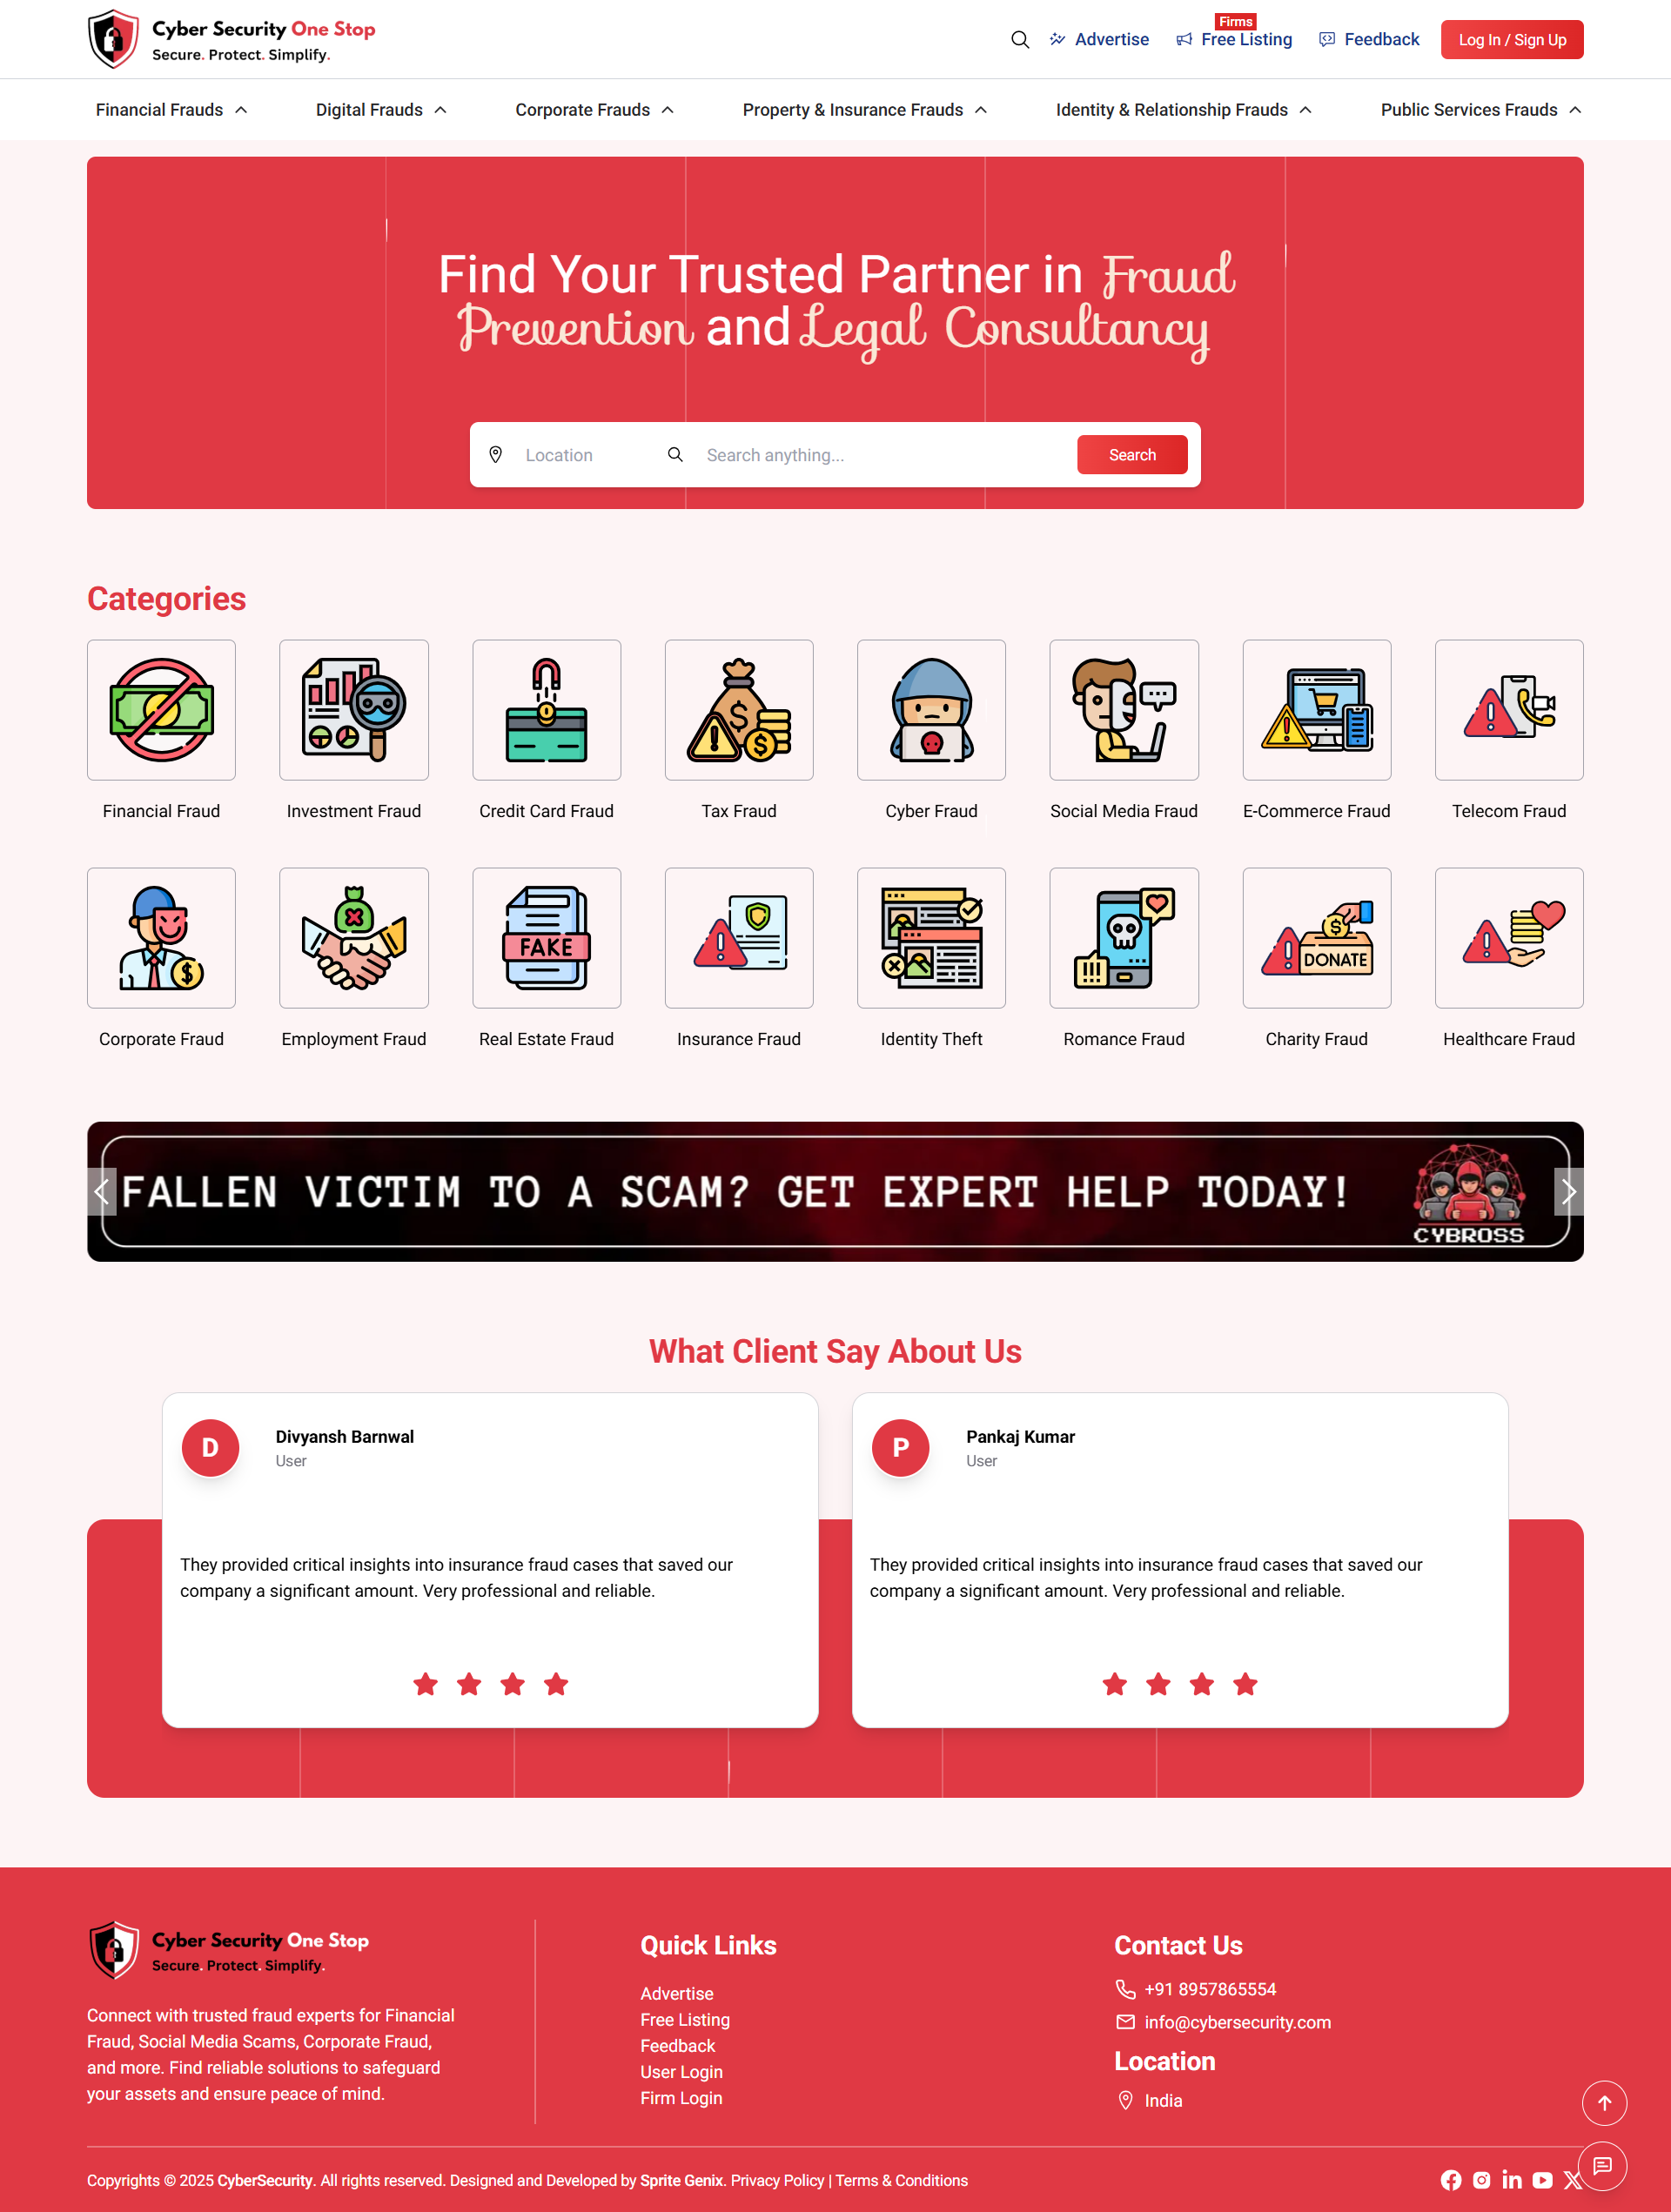 Cyber Security One Stop
Secure. Protect. Simplify.
Advertise
Firms
Free Listing
Feedback
Log In / Sign Up
Financial Frauds
Digital Frauds
Corporate Frauds
Property & Insurance Frauds
Identity & Relationship Frauds
Public Services Frauds
Find Your Trusted Partner in Fraud
Prevention and Legal Consultancy
Location
Search anything...
Search
Categories
Financial Fraud
Investment Fraud
Credit Card Fraud
Tax Fraud
Cyber Fraud
Social Media Fraud
E-Commerce Fraud
Telecom Fraud
FAKE
DONATE
Corporate Fraud
Employment Fraud
Real Estate Fraud
Insurance Fraud
Identity Theft
Romance Fraud
Charity Fraud
Healthcare Fraud
FALLEN VICTIM TO A SCAM? GET EXPERT HELP TODAY!
CYBROSS
What Client Say About Us
D
Divyansh Barnwal
User
They provided critical insights into insurance fraud cases that saved our
company a significant amount. Very professional and reliable.
P
Pankaj Kumar
User
They provided critical insights into insurance fraud cases that saved our
company a significant amount. Very professional and reliable.
Cyber Security One Stop
Secure. Protect. Simplify.
Connect with trusted fraud experts for Financial
Fraud, Social Media Scams, Corporate Fraud,
and more. Find reliable solutions to safeguard
your assets and ensure peace of mind.
Quick Links
Advertise
Free Listing
Feedback
User Login
Firm Login
Contact Us
+91 8957865554
info@cybersecurity.com
Location
India
Copyrights © 2025 CyberSecurity. All rights reserved. Designed and Developed by Sprite Genix. Privacy Policy | Terms & Conditions